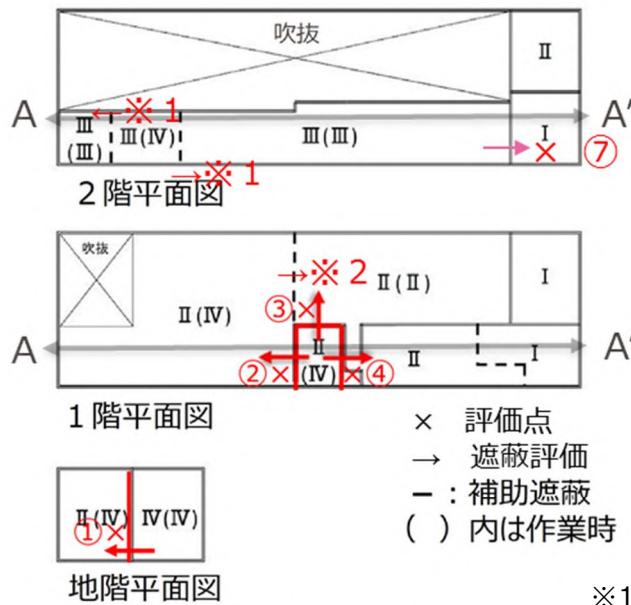 吹抜
Ⅱ
A
←※1
A'
Ⅲ
(Ⅲ)
Ⅲ(Ⅳ)
Ⅲ(Ⅲ)
Ⅰ
→×⑦
→※1
2階平面図
吹抜
→※2
Ⅱ(Ⅱ)
Ⅰ
Ⅱ(Ⅳ)
③×
A
Ⅱ
(Ⅳ)
Ⅱ
Ⅰ
A'
②×
×④
1階平面図
× 評価点
→ 遮蔽評価
ー:補助遮蔽
( )内は作業時
Ⅱ(Ⅳ)
Ⅳ(Ⅳ)
①×
地階平面図
※1